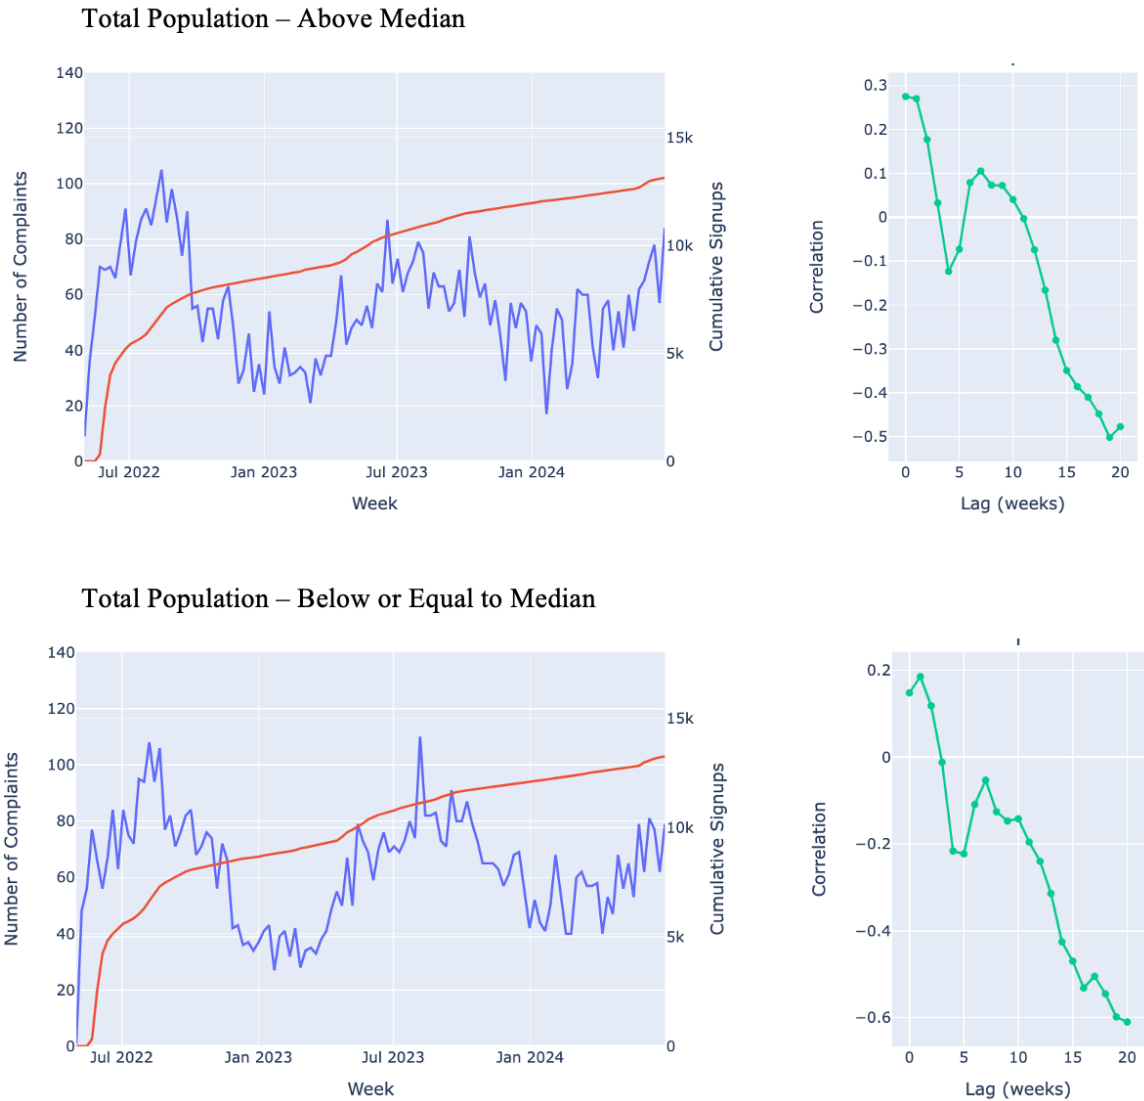 Total Population – Above Median
140
120
100
80
60
40
20
0
Number of Complaints
15k
10k
5k
0
Cumulative Signups
Jul 2022 Jan 2023 Jul 2023 Jan 2024
Week
0.3
0.2
0.1
0
−0.1
−0.2
−0.3
−0.4
−0.5
Correlation
0 5 10 15 20
Lag (weeks)
Total Population – Below or Equal to Median
140
120
100
80
60
40
20
0
Number of Complaints
15k
10k
5k
0
Cumulative Signups
Jul 2022 Jan 2023 Jul 2023 Jan 2024
Week
0.2
0
−0.2
−0.4
−0.6
Correlation
0 5 10 15 20
Lag (weeks)